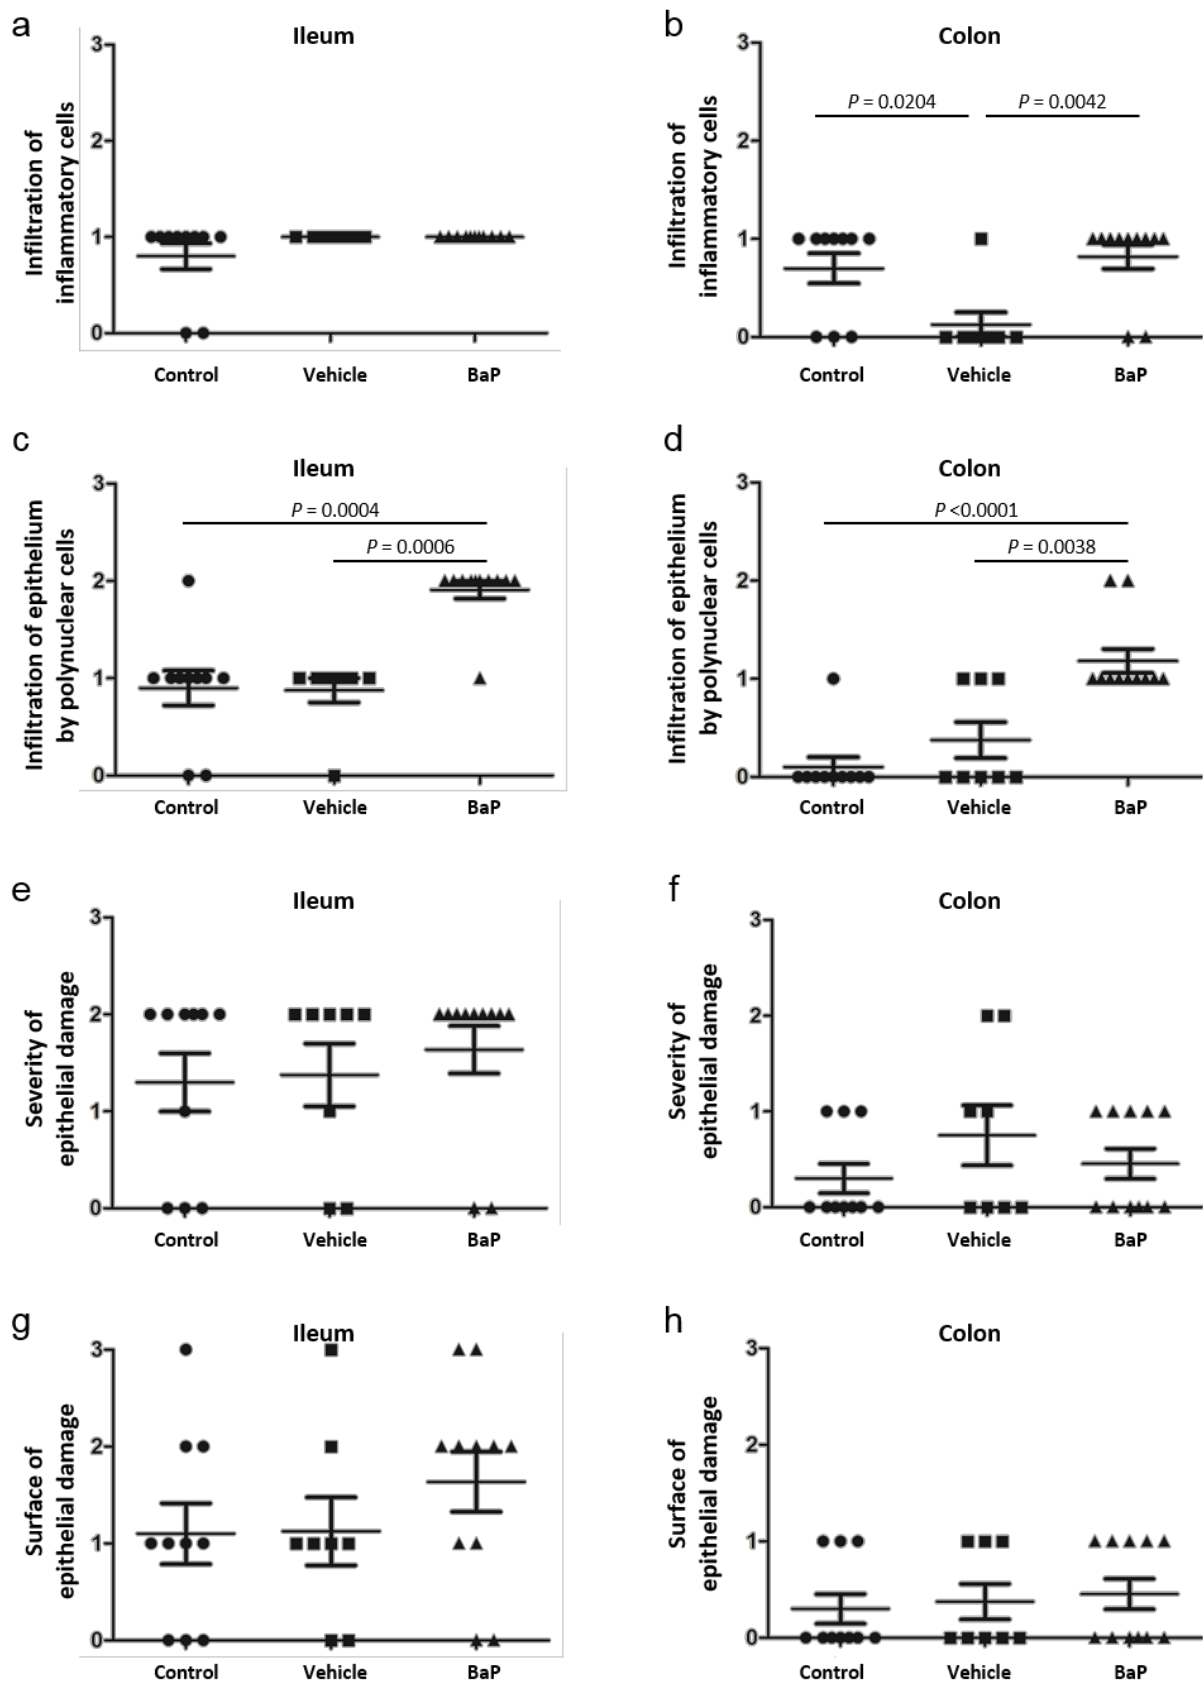 a
Ileum
3
2
1
0
Infiltration of
inflammatory cells
Control
Vehicle
BaP
b
Colon
3
2
1
0
Infiltration of
inflammatory cells
P = 0.0204
P = 0.0042
Control
Vehicle
BaP
c
Ileum
3
2
1
0
Infiltration of epithelium
by polynuclear cells
P = 0.0004
P = 0.0006
Control
Vehicle
BaP
d
Colon
3
2
1
0
Infiltration of epithelium
by polynuclear cells
P <0.0001
P = 0.0038
Control
Vehicle
BaP
e
Ileum
3
2
1
0
Severity of
epithelial damage
Control
Vehicle
BaP
f
Colon
3
2
1
0
Severity of
epithelial damage
Control
Vehicle
BaP
g
Ileum
3
2
1
0
Surface of
epithelial damage
Control
Vehicle
BaP
h
Colon
3
2
1
0
Surface of
epithelial damage
Control
Vehicle
BaP